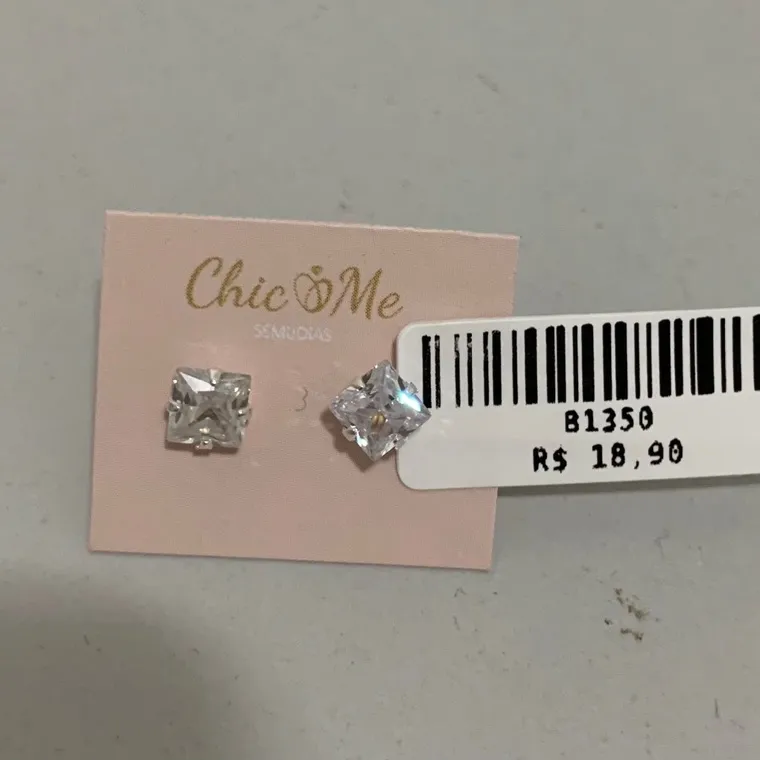 Chic Me
SEMIJOIAS
B1350
R$ 18,90